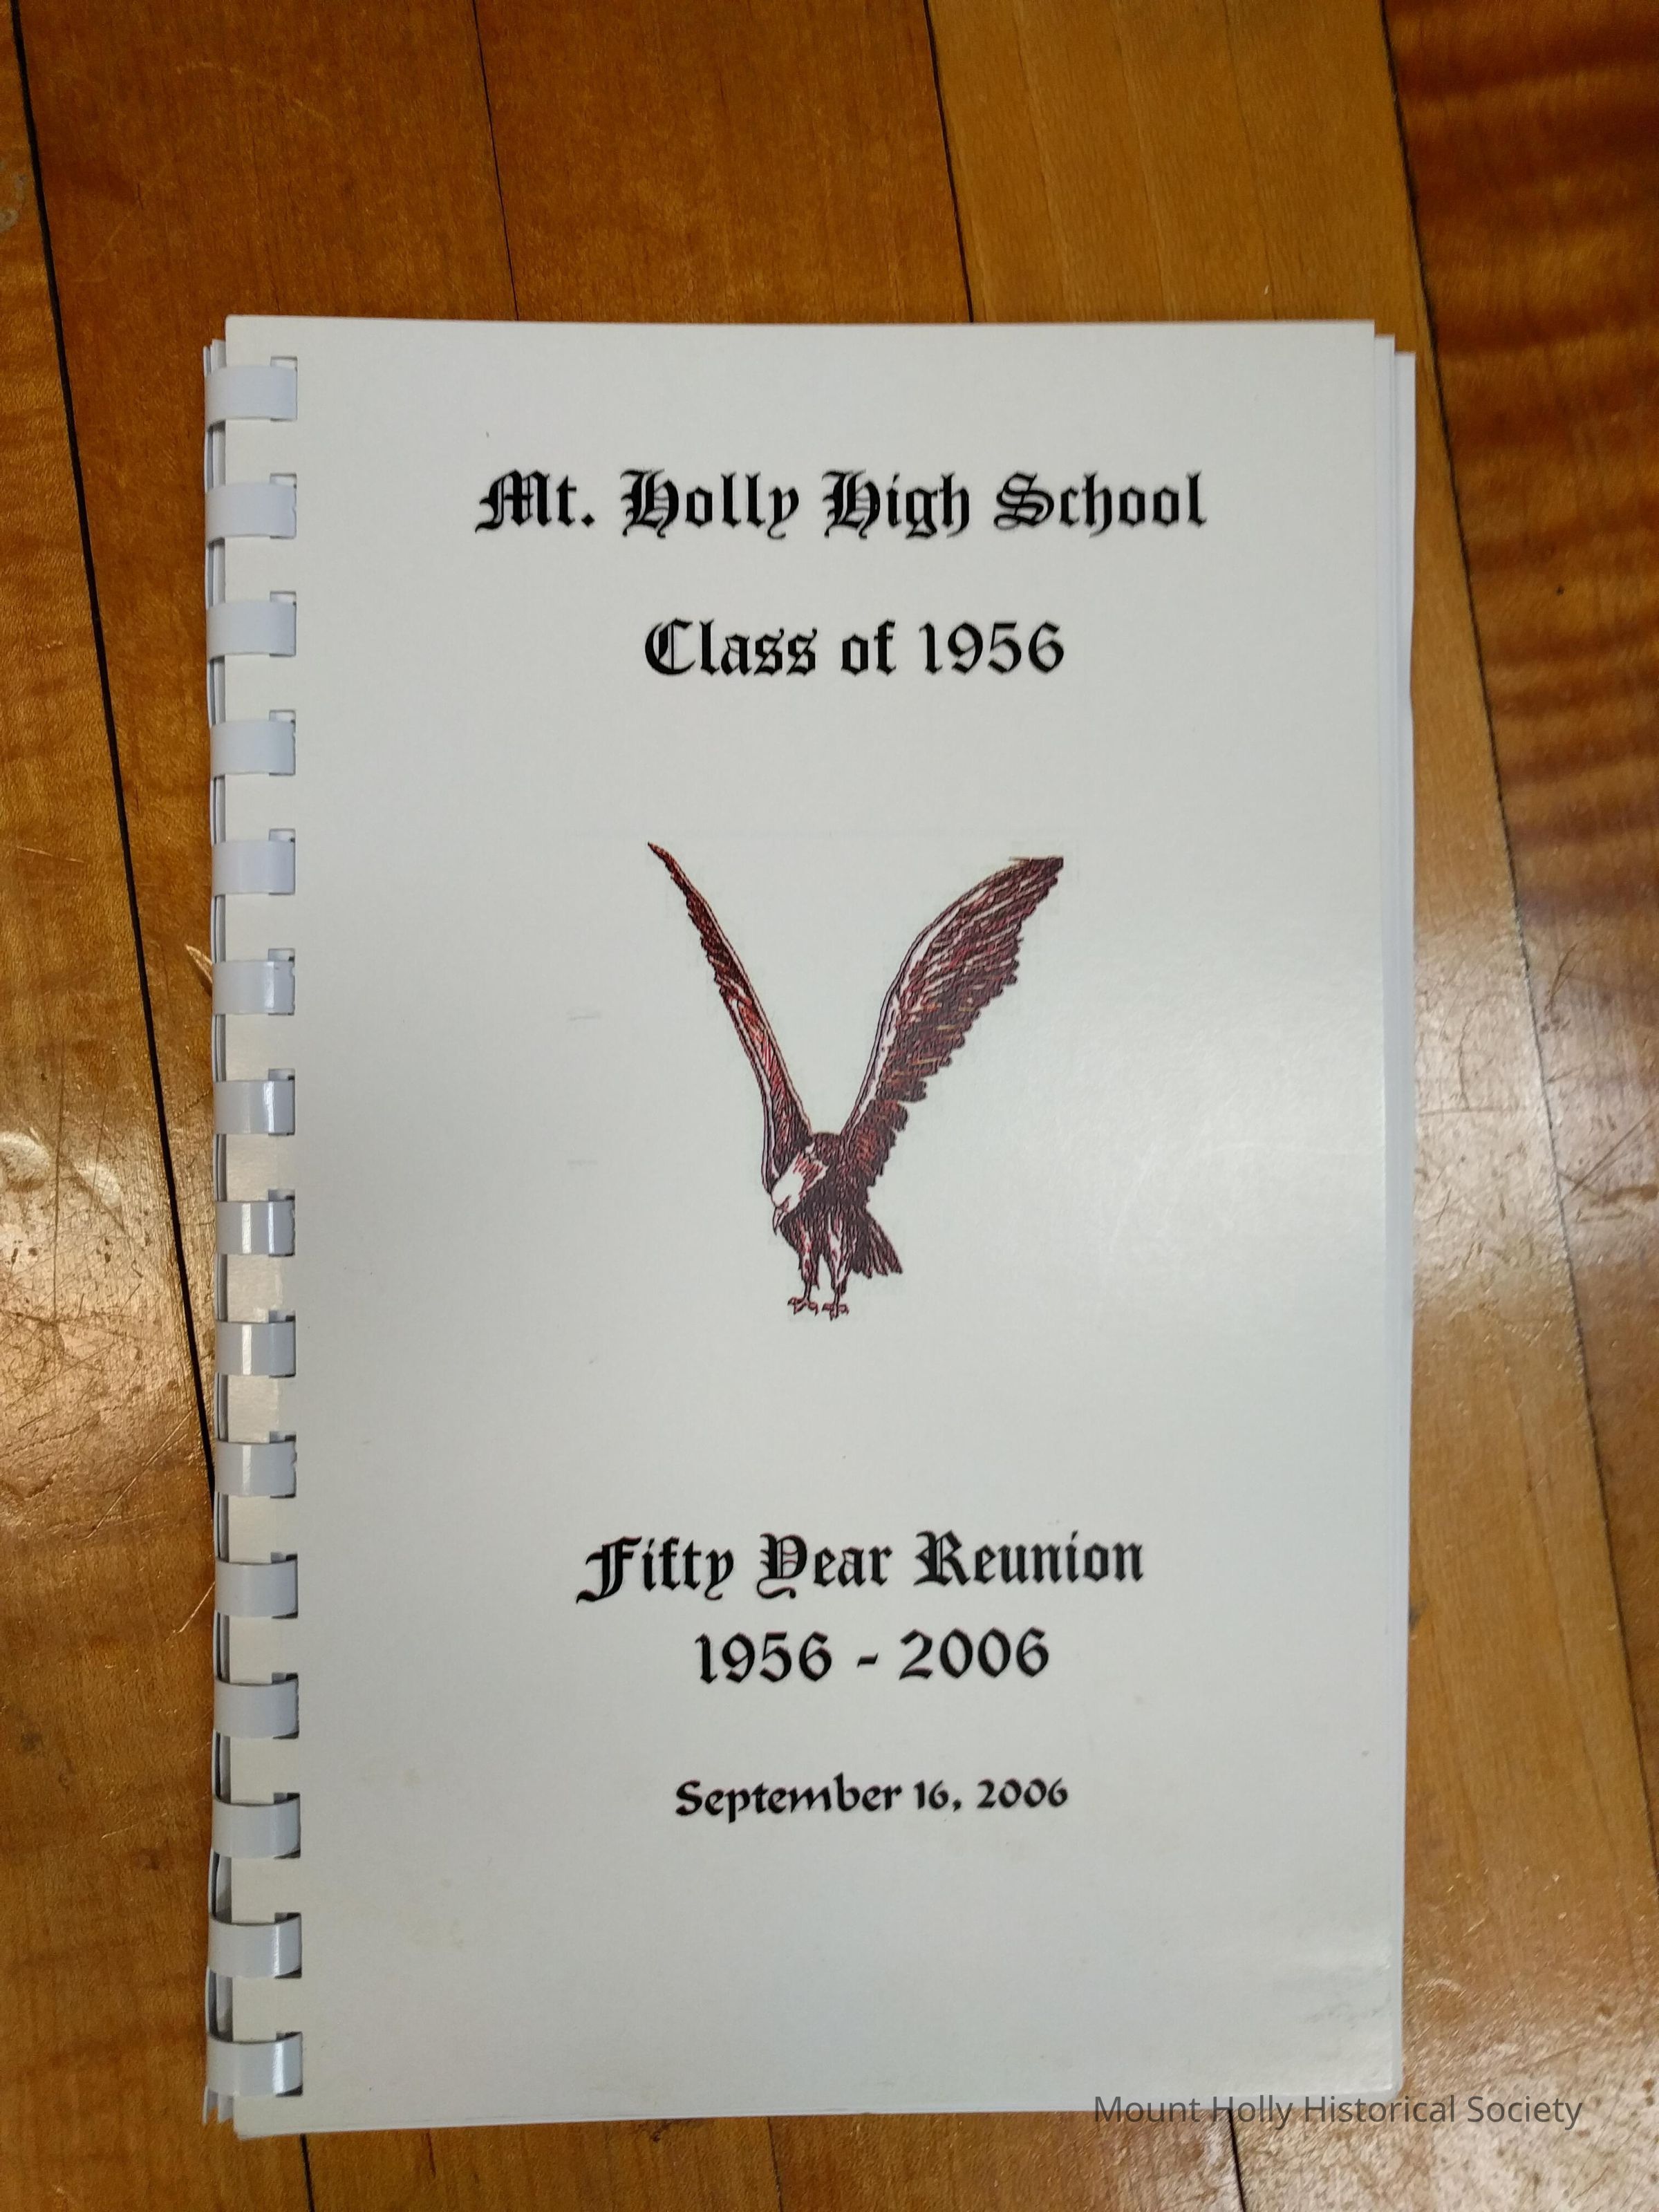 Mt. Holly High School
Class of 1956
Fifty Year Reunion
1956 - 2006
September 16, 2006
Mount Holly Historical Society